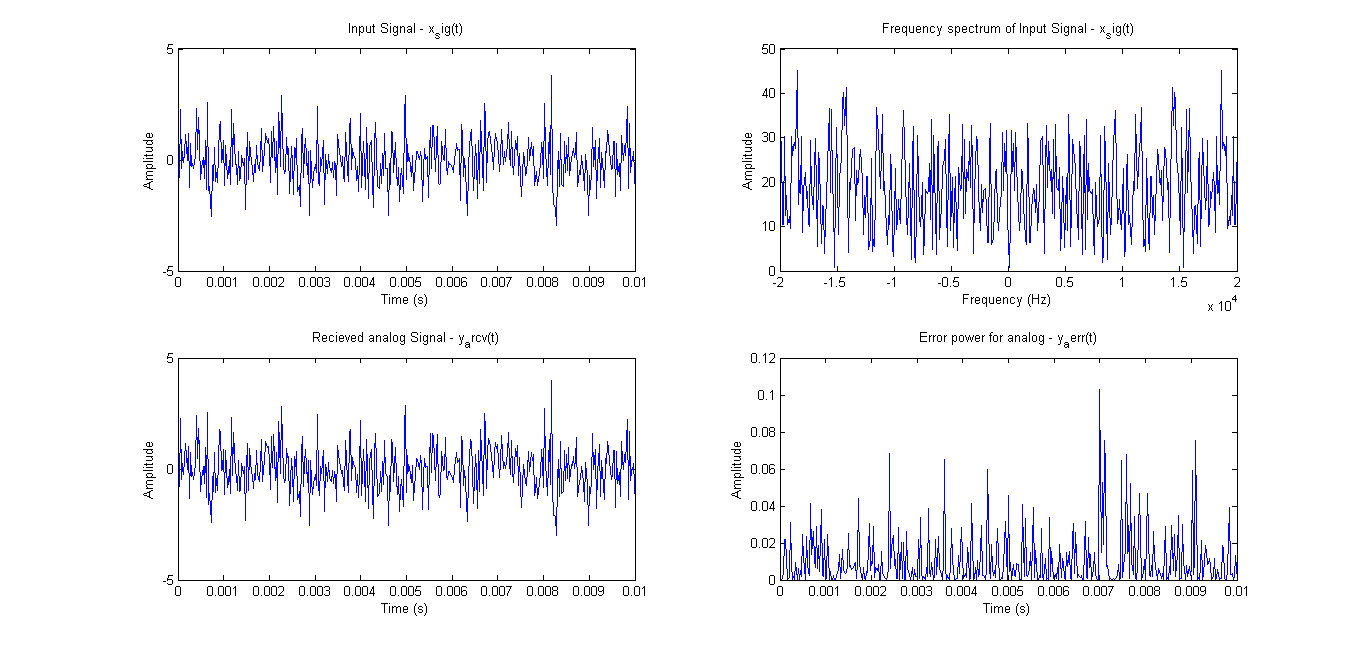 Input Signal - x_sig(t)
5
0
-5
Amplitude
0 0.001 0.002 0.003 0.004 0.005 0.006 0.007 0.008 0.009 0.01
Time (s)
Frequency spectrum of Input Signal - x_sig(t)
50
40
30
20
10
0
Amplitude
-2 -1.5 -1 -0.5 0 0.5 1 1.5 2
Frequency (Hz)
x 10^4
Recieved analog Signal - y_arcv(t)
5
0
-5
Amplitude
0 0.001 0.002 0.003 0.004 0.005 0.006 0.007 0.008 0.009 0.01
Time (s)
Error power for analog - y_aerr(t)
0.12
0.1
0.08
0.06
0.04
0.02
0
Amplitude
0 0.001 0.002 0.003 0.004 0.005 0.006 0.007 0.008 0.009 0.01
Time (s)